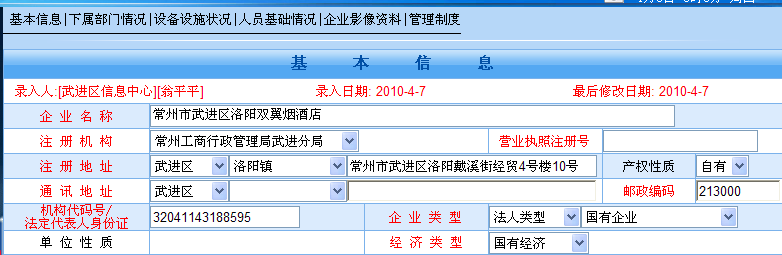 基本信息|下属部门情况|设备设施状况|人员基础情况|企业影像资料|管理制度
基 本 信 息
录入人:[武进区信息中心][翁平平] 录入日期: 2010-4-7 最后修改日期: 2010-4-7
企 业 名 称 常州市武进区洛阳双翼烟酒店
注 册 机 构 常州工商行政管理局武进分局 营业执照注册号
注 册 地 址 武进区 洛阳镇 常州市武进区洛阳戴溪街经贸4号楼10号 产权性质 自有
通 讯 地 址 武进区 邮政编码 213000
机构代码号/
法定代表人身份证 32041143188595 企 业 类 型 法人类型 国有企业
单 位 性 质 经 济 类 型 国有经济